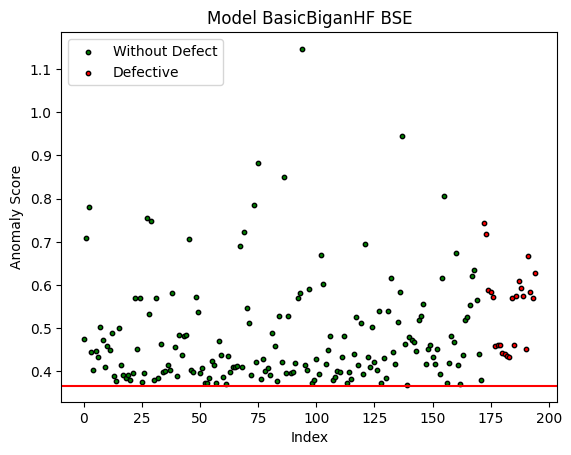 Model BasicBiganHF BSE
Without Defect
Defective
1.1
1.0
0.9
0.8
0.7
0.6
0.5
0.4
Anomaly Score
0 25 50 75 100 125 150 175 200
Index